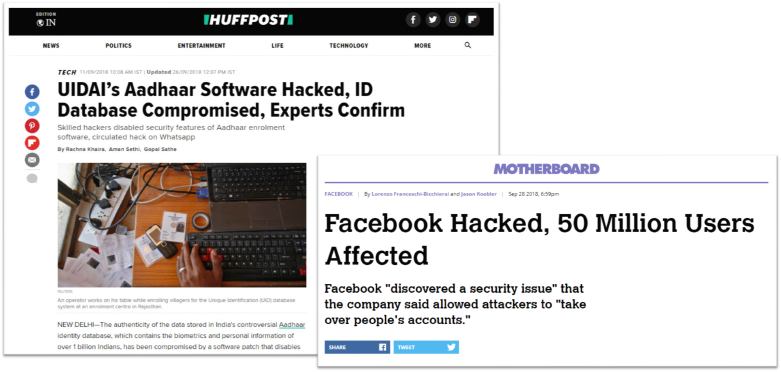 EDITION
IN
HUFFPOST
NEWS
POLITICS
ENTERTAINMENT
LIFE
TECHNOLOGY
MORE
TECH 11/09/2018 10:08 AM IST | Updated 26/09/2018 12:07 PM IST
UIDAI's Aadhaar Software Hacked, ID
Database Compromised, Experts Confirm
Skilled hackers disabled security features of Aadhaar enrolment
software, circulated hack on Whatsapp
By Rachna Khaira, Aman Sethi, Gopal Sathe
REUTERS
An operator works on his table while enrolling villagers for the Unique Identification (UID) database
system at an enrolment centre in Rajasthan.
NEW DELHI—The authenticity of the data stored in India's controversial Aadhaar
identity database, which contains the biometrics and personal information of
over 1 billion Indians, has been compromised by a software patch that disables
MOTHERBOARD
FACEBOOK | By Lorenzo Franceschi-Bicchierai and Jason Koebler | Sep 28 2018, 6:59pm
Facebook Hacked, 50 Million Users
Affected
Facebook "discovered a security issue" that
the company said allowed attackers to "take
over people's accounts."
SHARE
TWEET